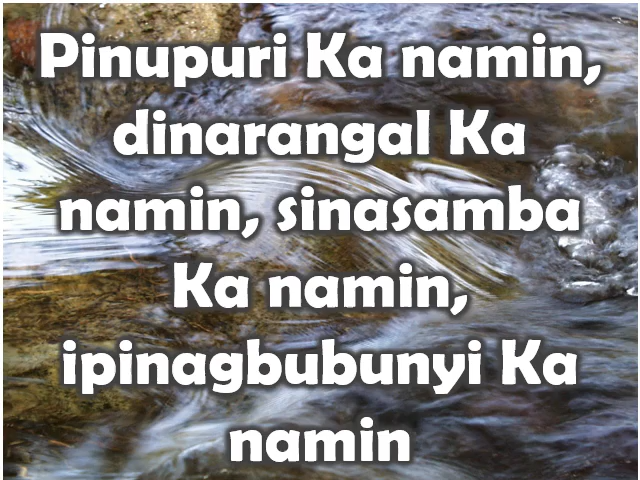 Pinupuri Ka namin,
dinarangal Ka
namin, sinasamba
Ka namin,
ipinagbubunyi Ka
namin